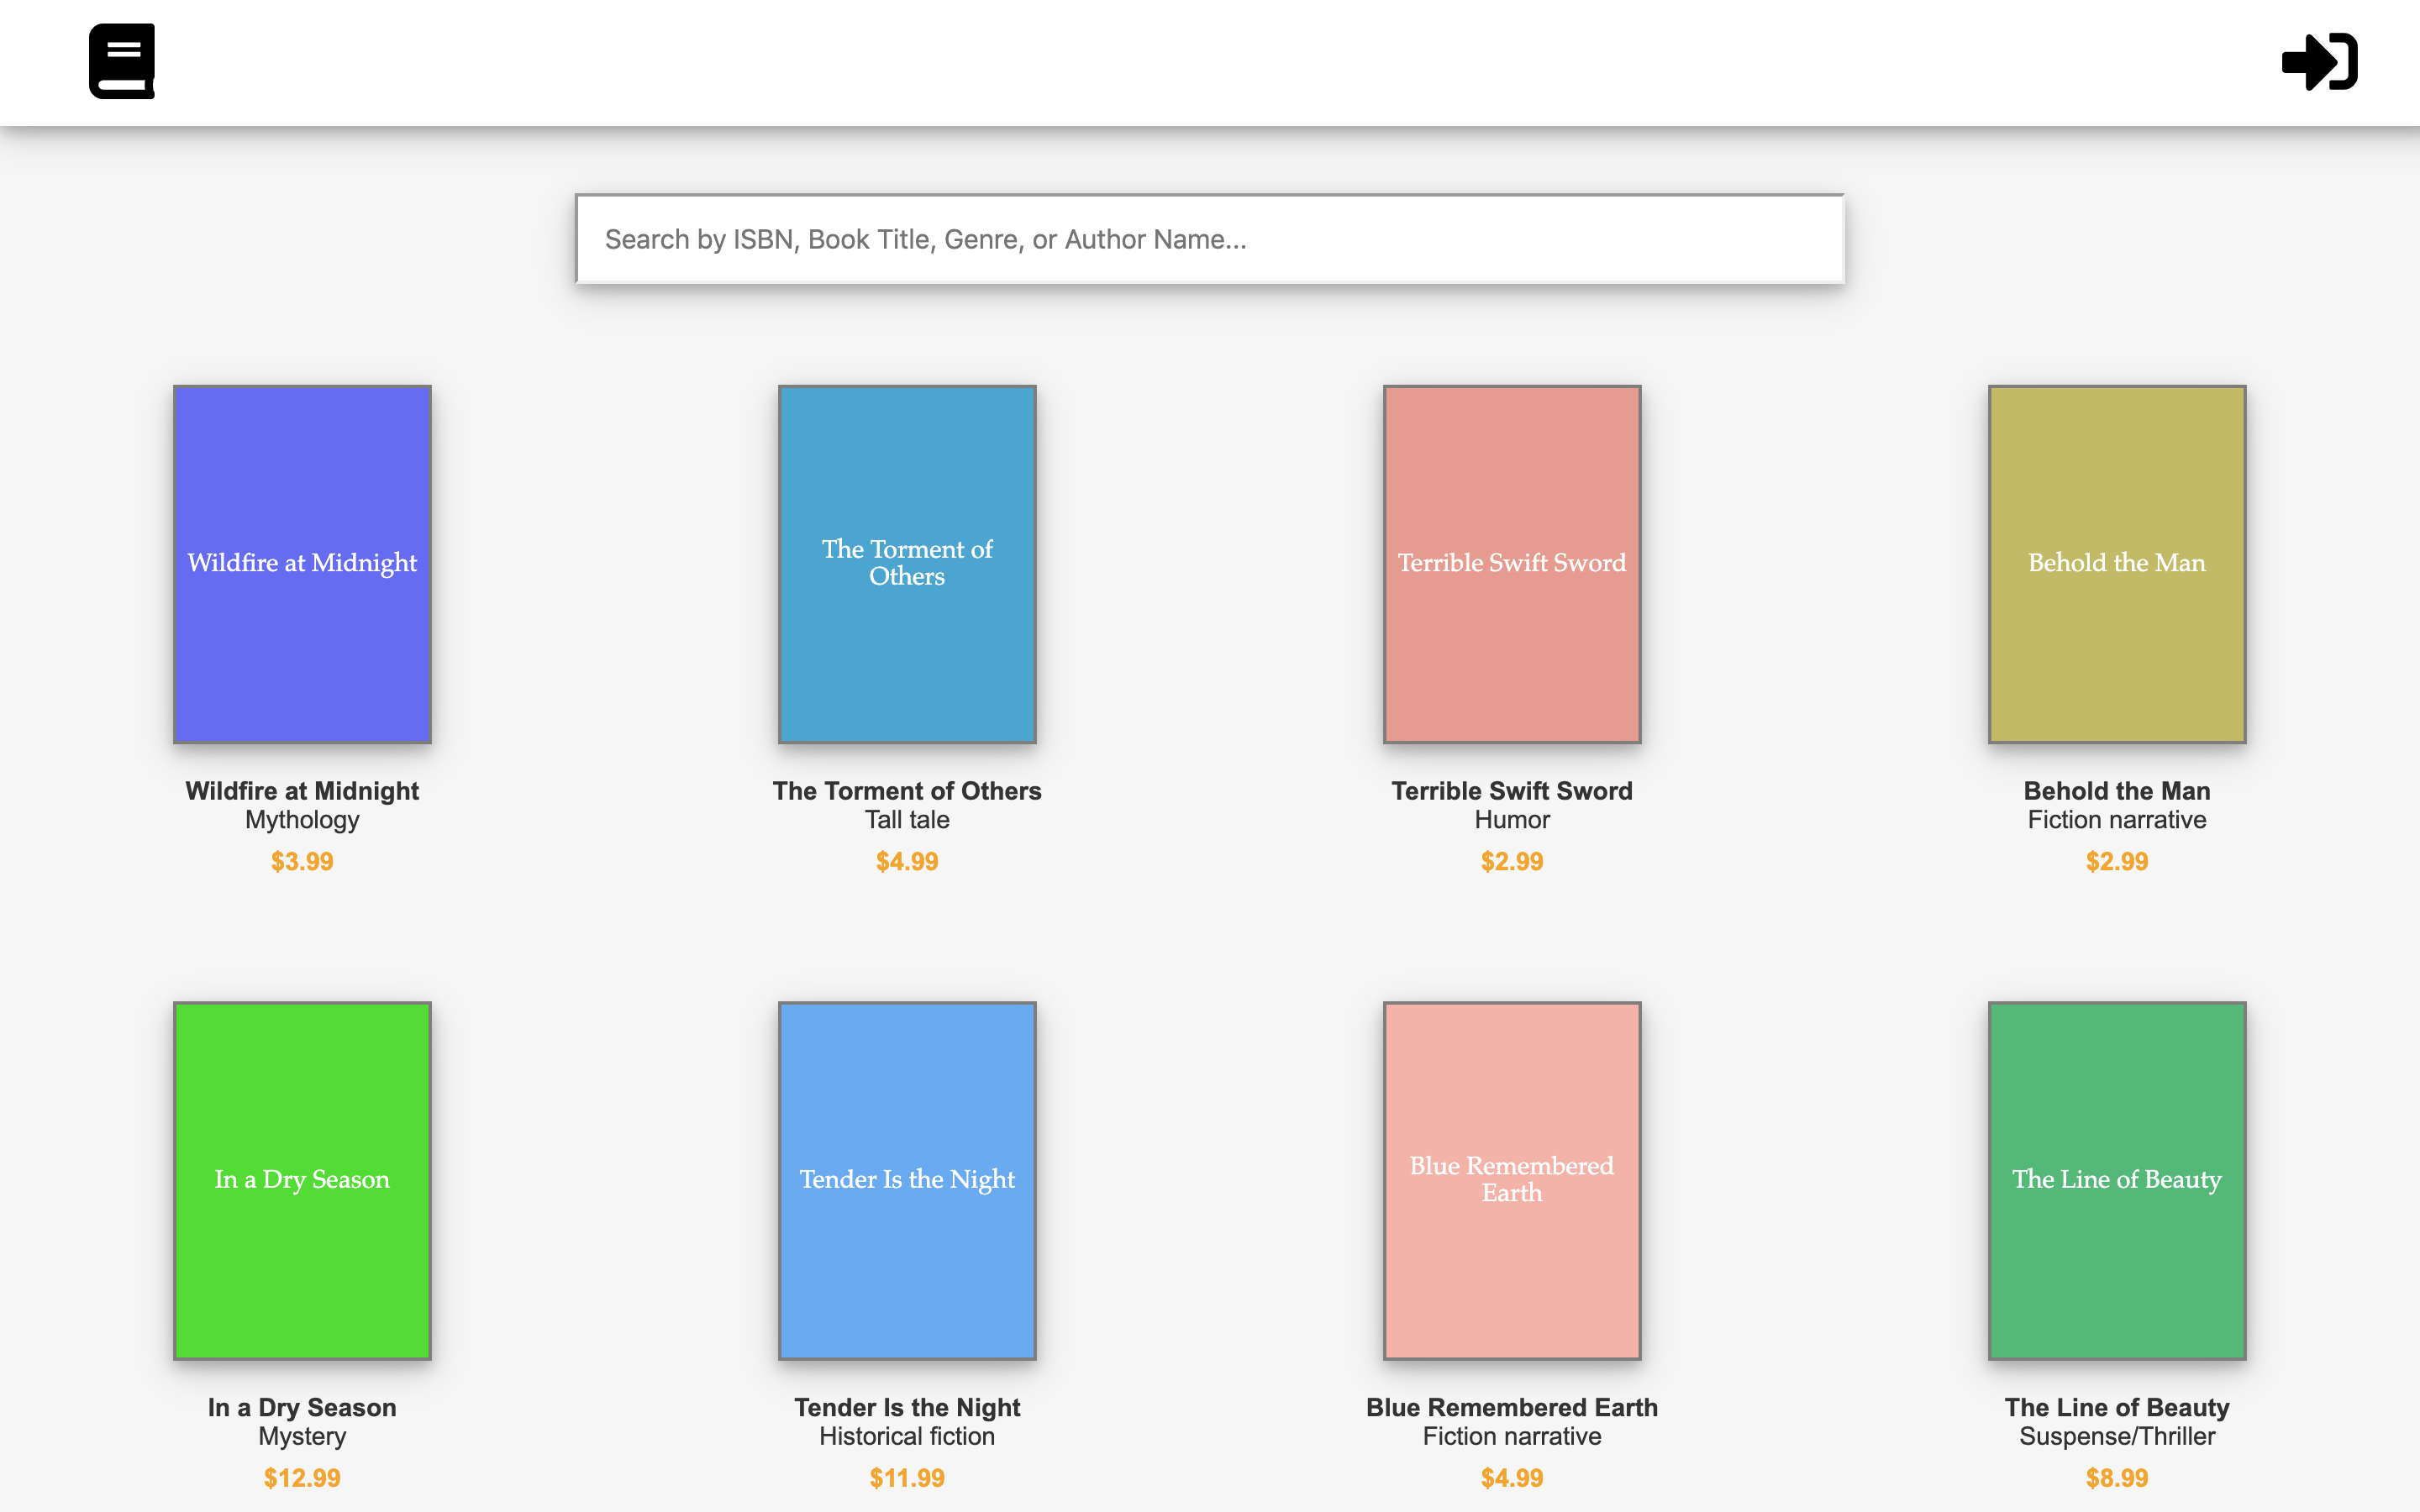 Search by ISBN, Book Title, Genre, or Author Name...
Wildfire at Midnight
The Torment of
Others
Terrible Swift Sword
Behold the Man
Wildfire at Midnight
Mythology
$3.99
The Torment of Others
Tall tale
$4.99
Terrible Swift Sword
Humor
$2.99
Behold the Man
Fiction narrative
$2.99
In a Dry Season
Tender Is the Night
Blue Remembered
Earth
The Line of Beauty
In a Dry Season
Mystery
$12.99
Tender Is the Night
Historical fiction
$11.99
Blue Remembered Earth
Fiction narrative
$4.99
The Line of Beauty
Suspense/Thriller
$8.99